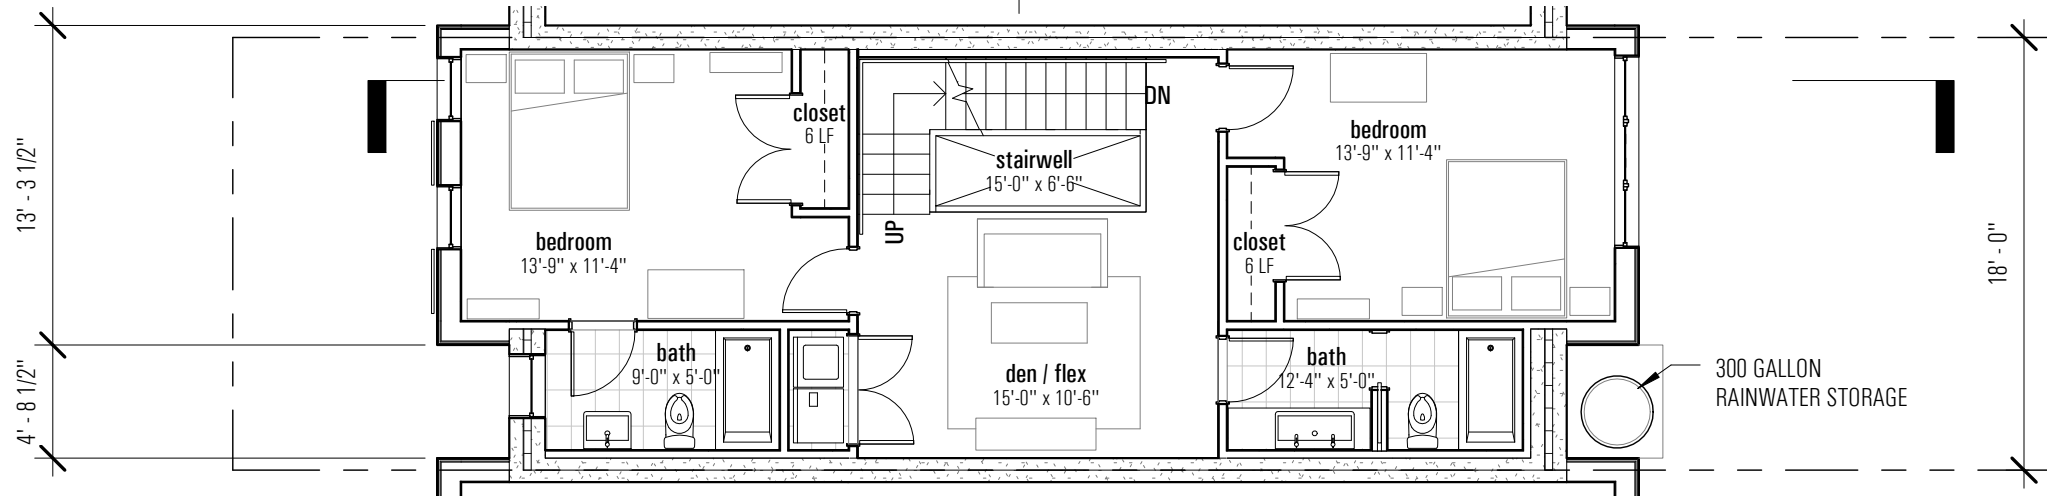 13' - 3 1/2"
4' - 8 1/2"
closet
6 LF
bedroom
13'-9" x 11'-4"
bath
9'-0" x 5'-0"
DN
stairwell
15'-0" x 6'-6"
UP
den / flex
15'-0" x 10'-6"
bedroom
13'-9" x 11'-4"
closet
6 LF
bath
12'-4" x 5'-0"
18' - 0"
300 GALLON
RAINWATER STORAGE